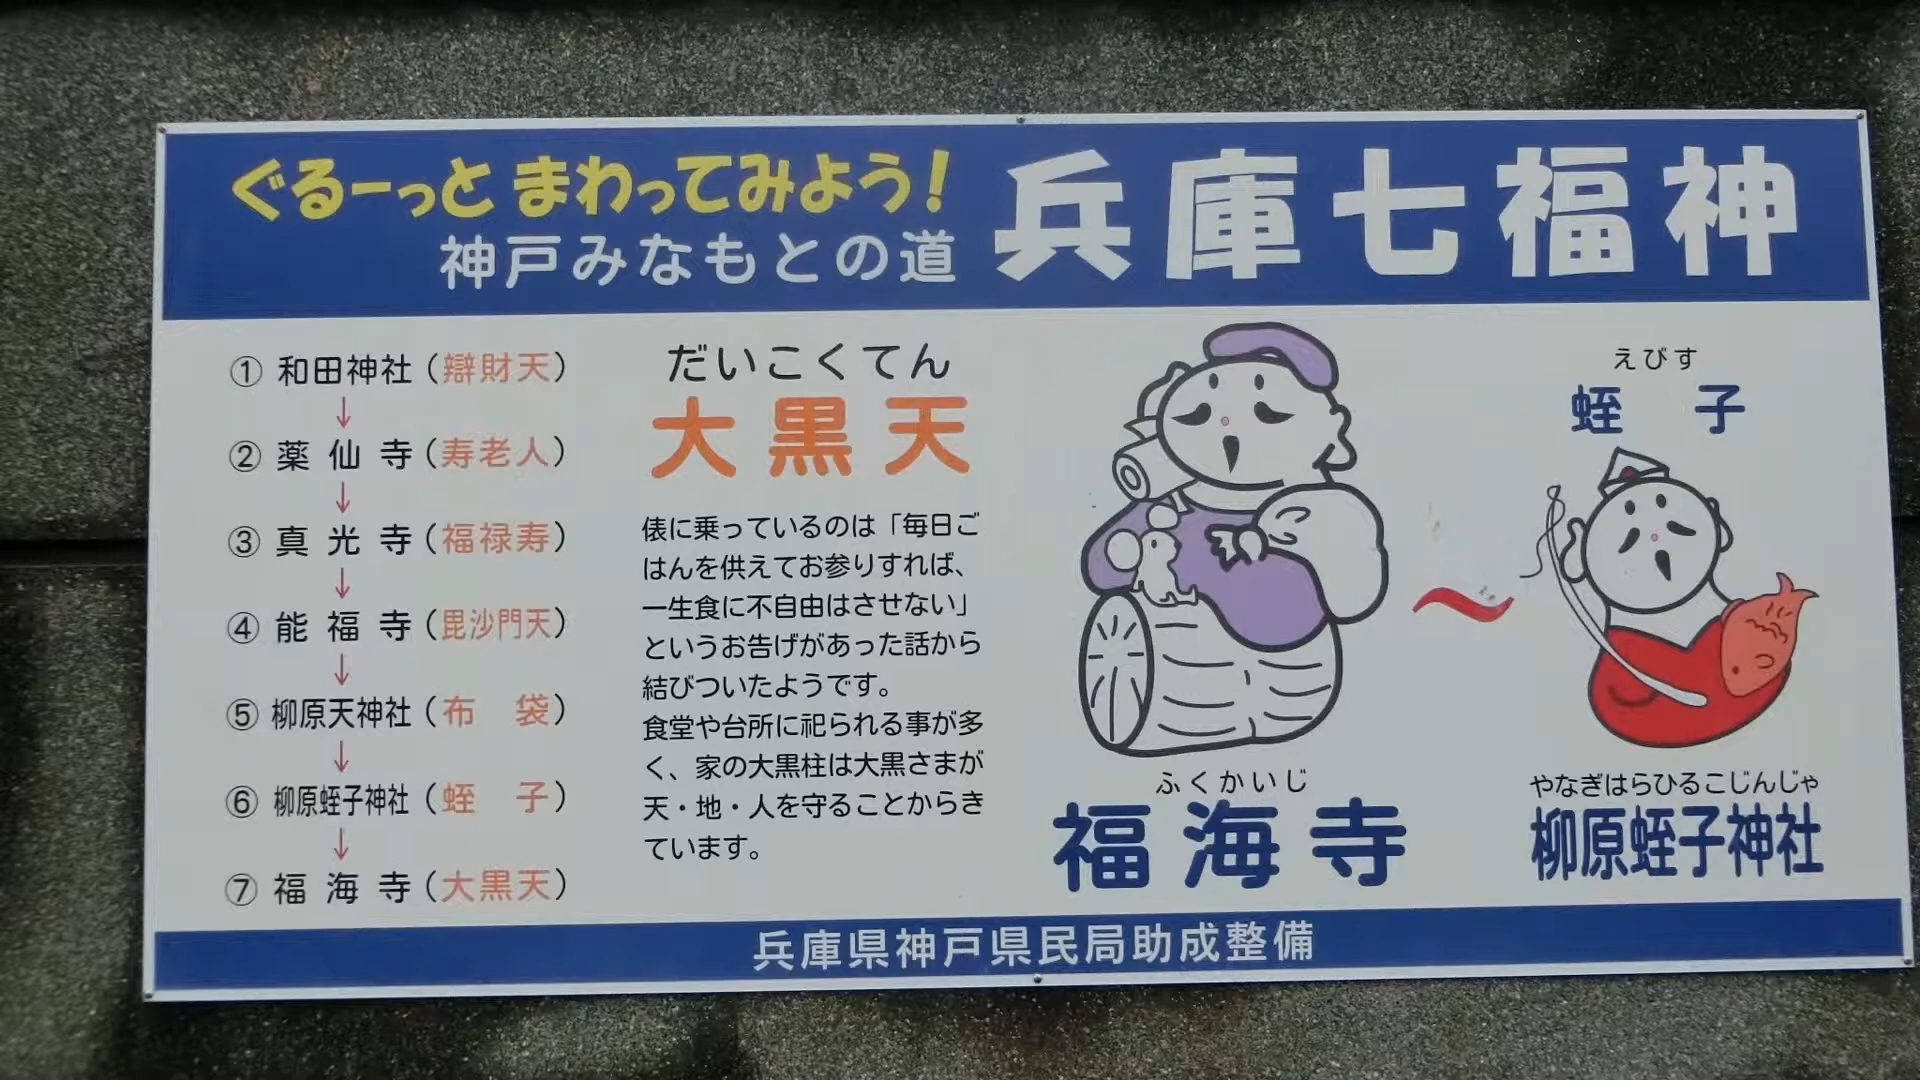 ぐるーっと まわってみよう!
神戸みなもとの道
兵庫七福神
① 和田神社(辯財天)
↓
② 薬仙寺(寿老人)
↓
③ 真光寺(福禄寿)
↓
④ 能福寺(毘沙門天)
↓
⑤ 柳原天神社(布 袋)
↓
⑥ 柳原蛭子神社(蛭 子)
↓
⑦ 福海寺(大黒天)
だいこくてん
大黒天
俵に乗っているのは「毎日ご
はんを供えてお参りすれば、
一生食に不自由はさせない」
というお告げがあった話から
結びついたようです。
食堂や台所に祀られる事が多
く、家の大黒柱は大黒さまが
天・地・人を守ることからき
ています。
ふくかいじ
福海寺
えびす
蛭 子
やなぎはらひるこじんじゃ
柳原蛭子神社
兵庫県神戸県民局助成整備